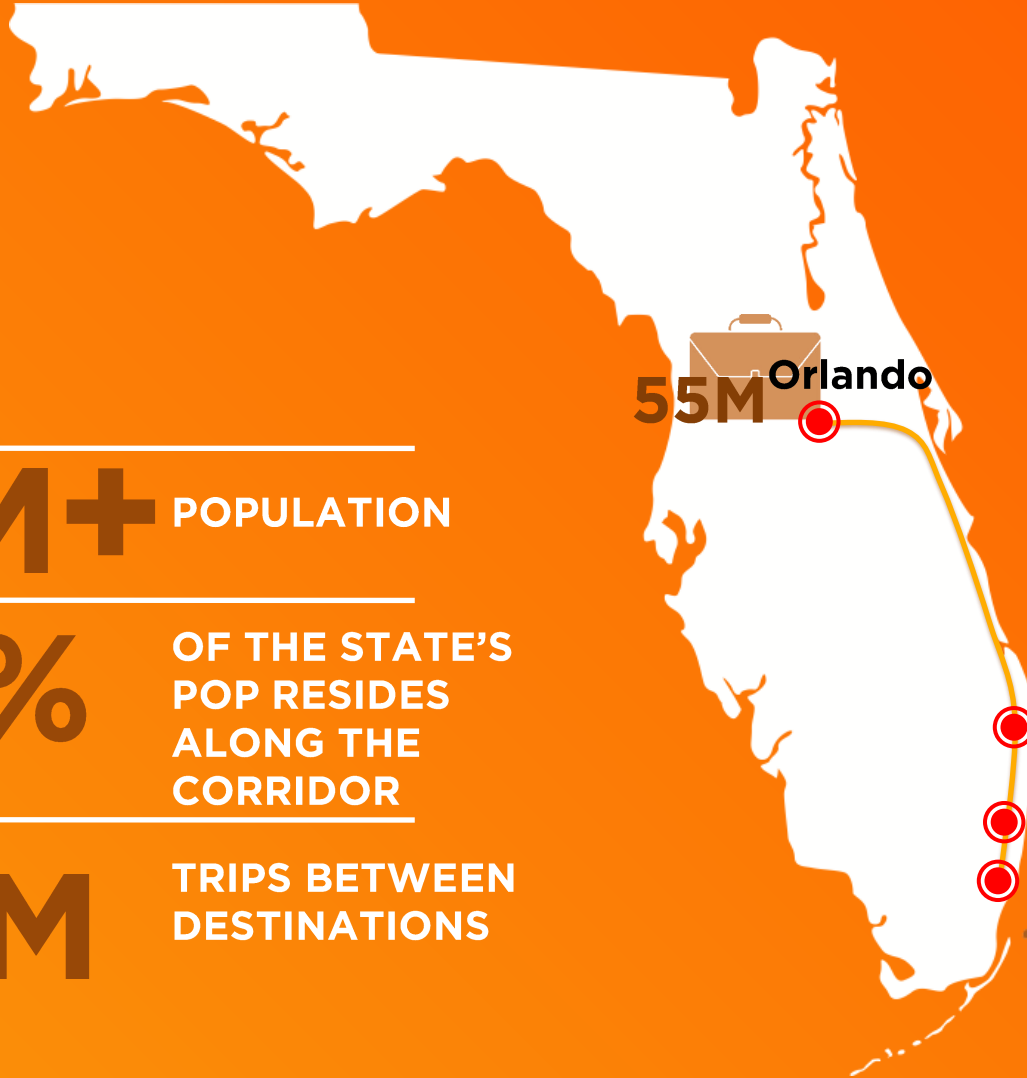 Orlando
55M
M+ POPULATION
% OF THE STATE’S
POP RESIDES
ALONG THE
CORRIDOR
M TRIPS BETWEEN
DESTINATIONS